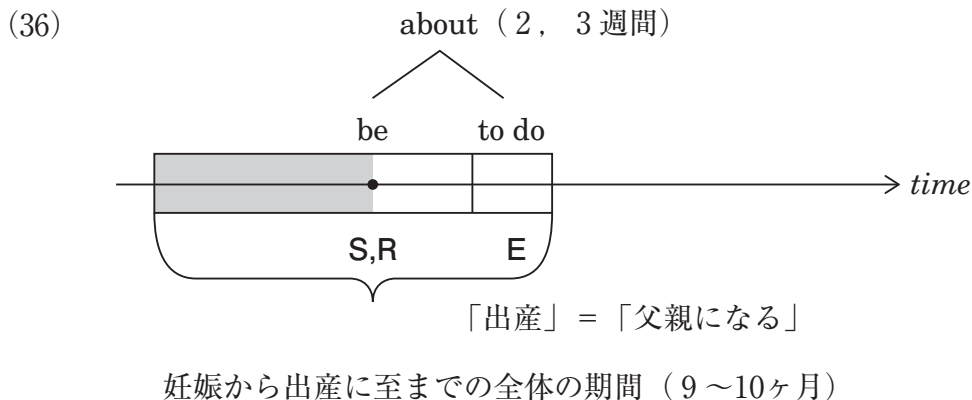 (36)
about（2， 3週間）
be to do
time
S,R E
「出産」＝「父親になる」
妊娠から出産に至までの全体の期間（9～10ヶ月）